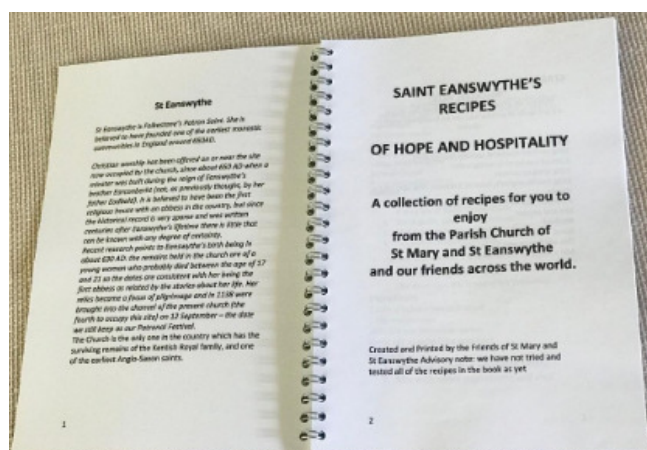 St Eanswythe
St Eanswythe is Folkestone's Patron Saint. She is
believed to have founded one of the earliest monastic
communities in England around 660AD.
Christian worship has been offered on or near the site
now occupied by the church, since about 650 AD when a
minster was built during the reign of Eanswythe's
brother Eorconberht (not, as previously thought, by her
father Eadbald). It is believed to have been the first
religious house with an abbess in the country, but since
the historical record is very sparse and was written
centuries after Eanswythe's lifetime there is little that
can be known with any degree of certainty.
Recent research points to Eanswythe's birth being in
about 630 AD: the remains held in the church are of a
young woman who probably died between the age of 17
and 21 so the dates are consistent with her being the
first abbess as related by the stories about her life. Her
relics became a focus of pilgrimage and in 1138 were
brought into the chancel of the present church (the
fourth to occupy this site) on 12 September – the date
we still keep as our Patronal Festival.
The Church is the only one in the country which has the
surviving remains of the Kentish Royal family, and one
of the earliest Anglo-Saxon saints.
1
SAINT EANSWYTHE'S
RECIPES
OF HOPE AND HOSPITALITY
A collection of recipes for you to
enjoy
from the Parish Church of
St Mary and St Eanswythe
and our friends across the world.
Created and Printed by the Friends of St Mary and
St Eanswythe Advisory note: we have not tried and
tested all of the recipes in the book as yet
2